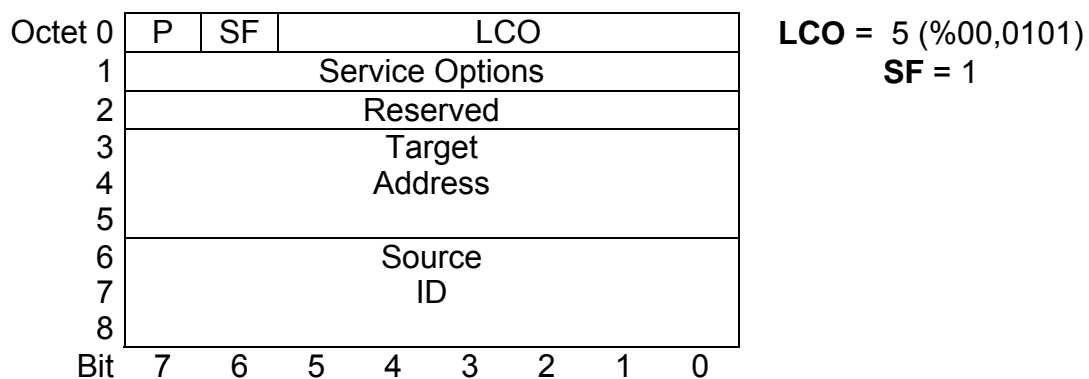 Octet 0 P SF LCO LCO = 5 (%00,0101)
1 Service Options SF = 1
2 Reserved
3 Target
4 Address
5
6 Source
7 ID
8
Bit 7 6 5 4 3 2 1 0